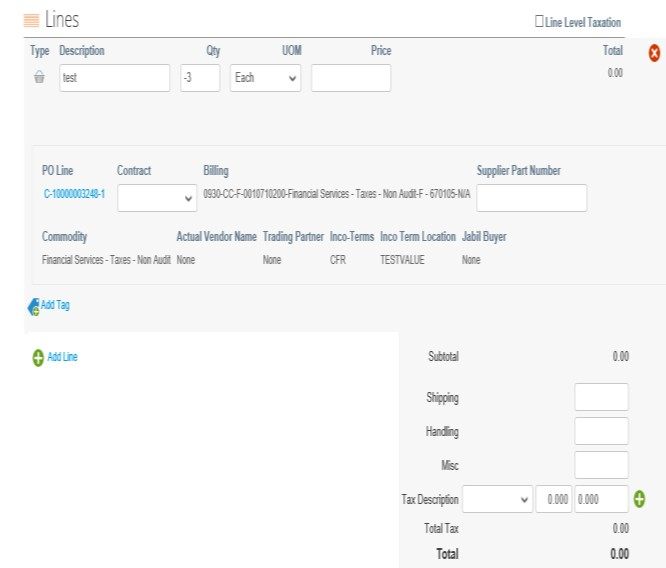 Lines
Line Level Taxation
Type Description Qty UOM Price Total
test -3 Each 0.00
PO Line Contract Billing Supplier Part Number
C-10000003248-1 0930-CC-F-0010710200-Financial Services - Taxes - Non Audit-F - 670105-N/A
Commodity Actual Vendor Name Trading Partner Inco-Terms Inco Term Location Jabil Buyer
Financial Services - Taxes - Non Audit None None CFR TESTVALUE None
Add Tag
Add Line
Subtotal 0.00
Shipping
Handling
Misc
Tax Description 0.000 0.000
Total Tax 0.00
Total 0.00